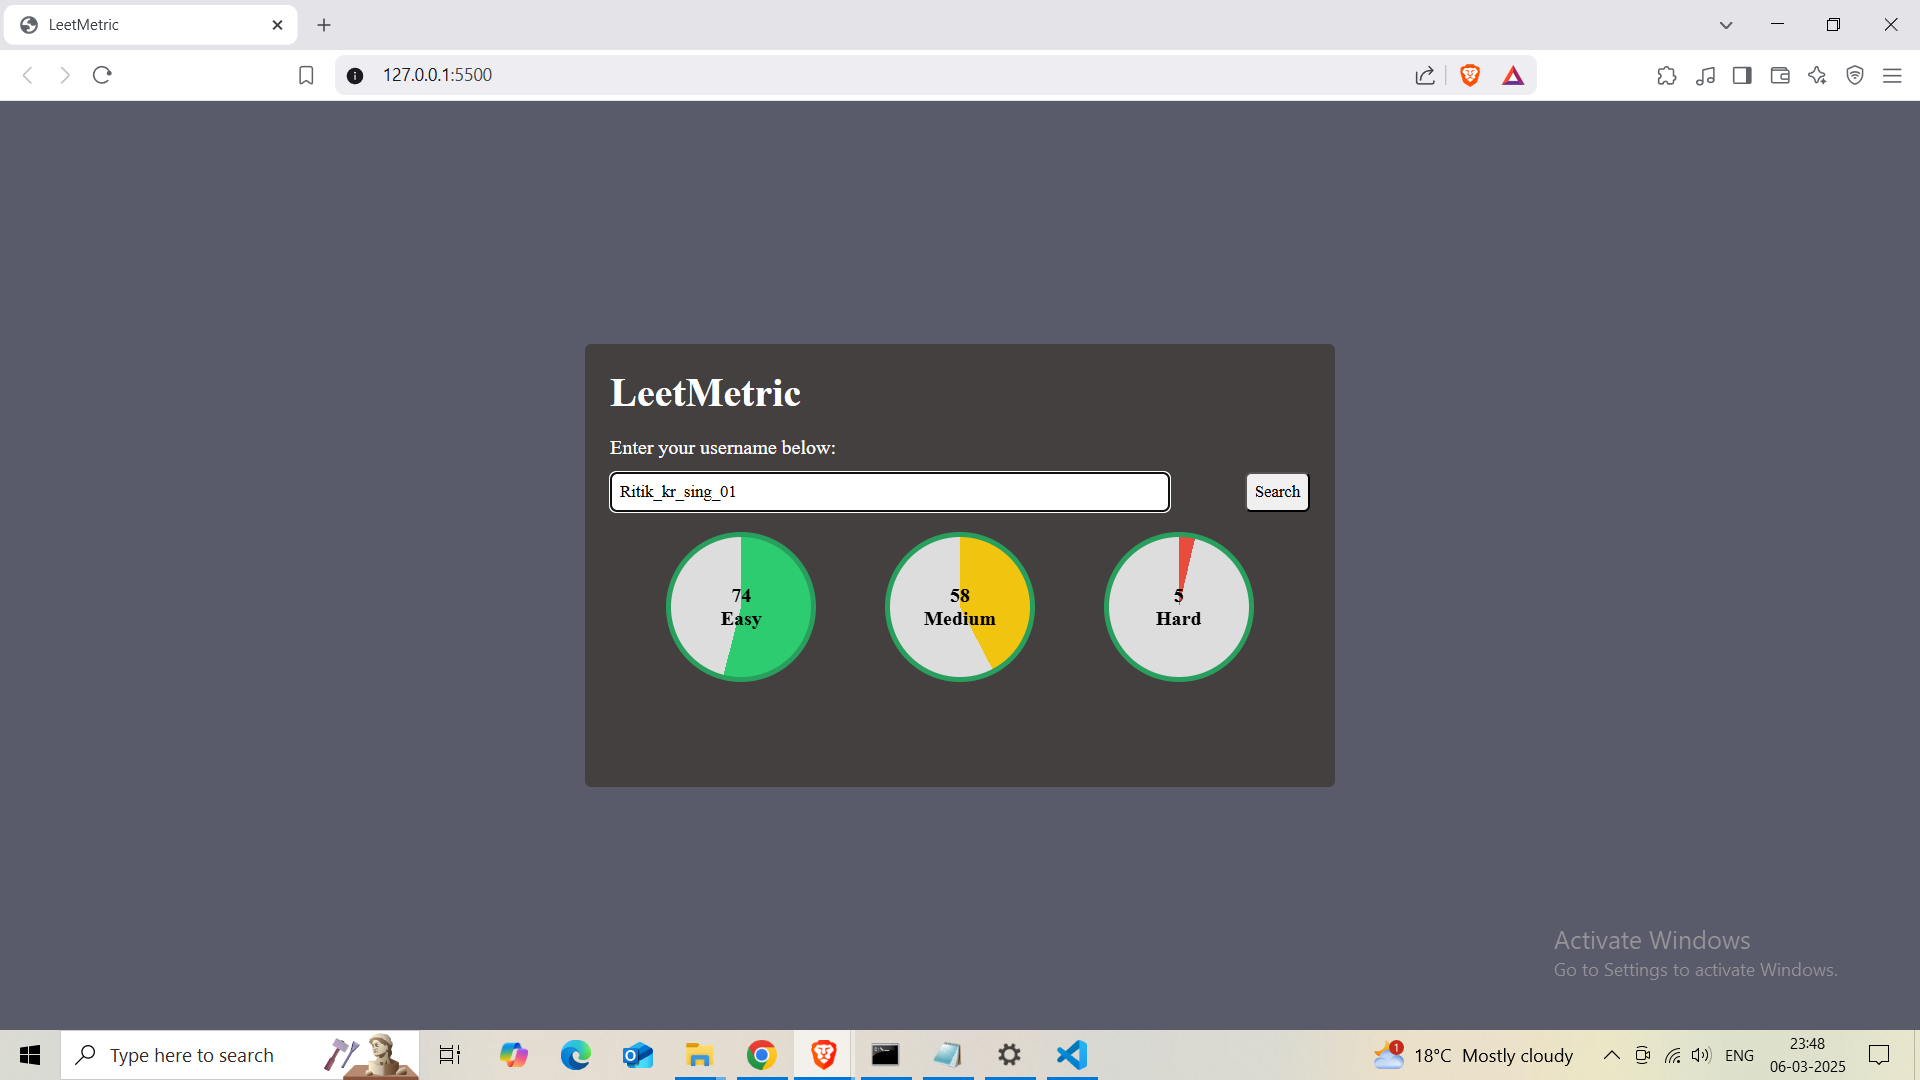 LeetMetric
127.0.0.1:5500
LeetMetric
Enter your username below:
Ritik_kr_sing_01
Search
74
Easy
58
Medium
5
Hard
Activate Windows
Go to Settings to activate Windows.
Type here to search
1
18°C Mostly cloudy
ENG
23:48
06-03-2025